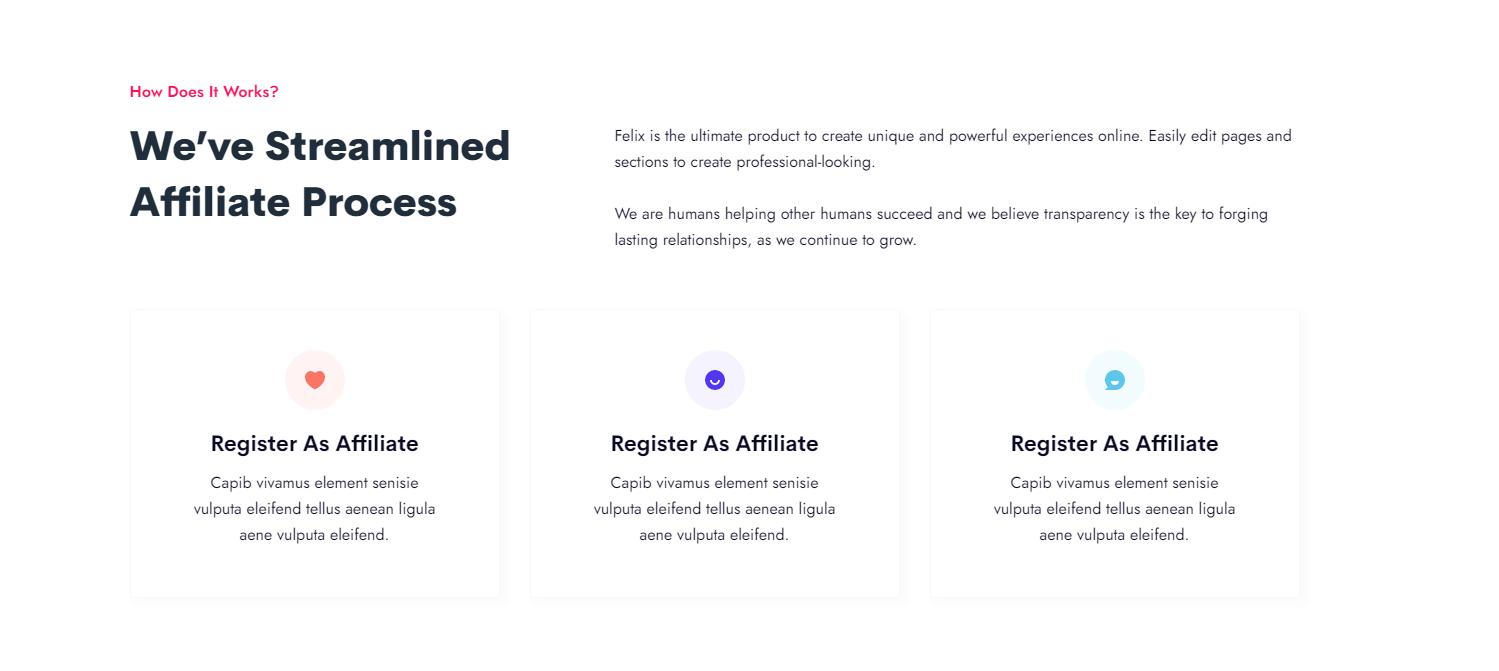 How Does It Works?
We’ve Streamlined
Affiliate Process
Felix is the ultimate product to create unique and powerful experiences online. Easily edit pages and
sections to create professional-looking.
We are humans helping other humans succeed and we believe transparency is the key to forging
lasting relationships, as we continue to grow.
Register As Affiliate
Capib vivamus element senisie
vulputa eleifend tellus aenean ligula
aene vulputa eleifend.
Register As Affiliate
Capib vivamus element senisie
vulputa eleifend tellus aenean ligula
aene vulputa eleifend.
Register As Affiliate
Capib vivamus element senisie
vulputa eleifend tellus aenean ligula
aene vulputa eleifend.